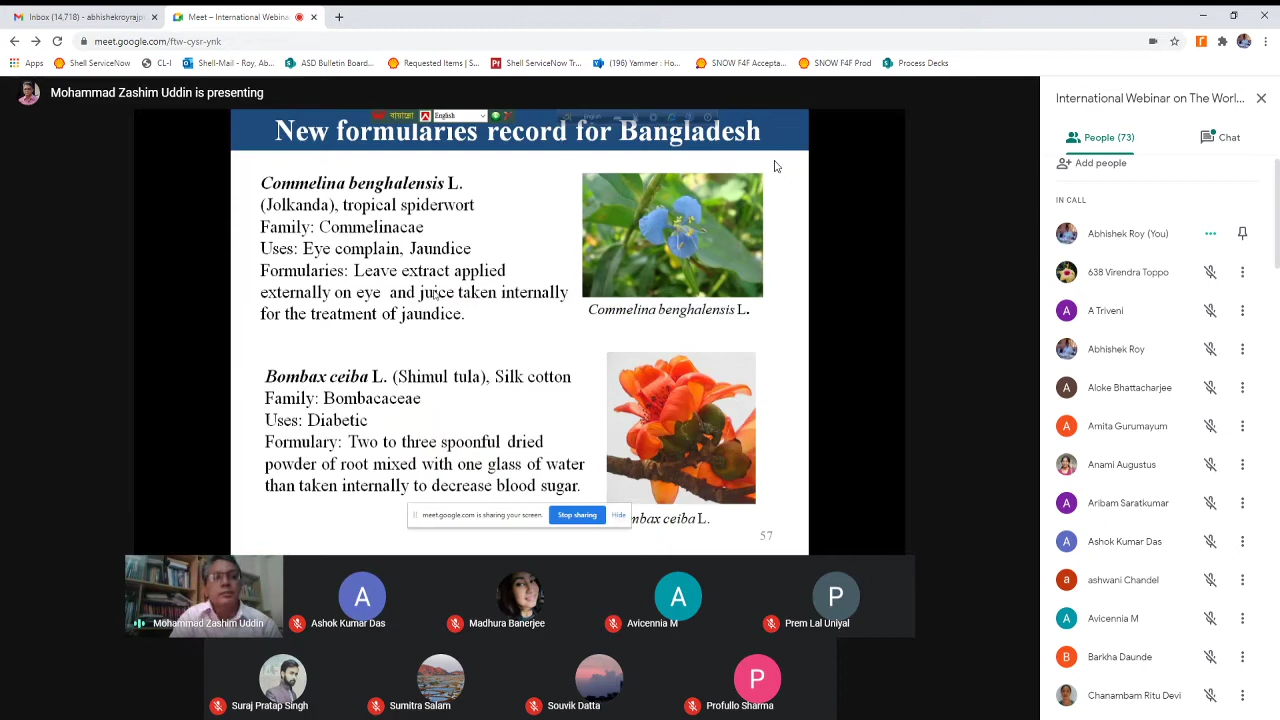 Inbox (14,718) - abhishekroyrajp
Meet – International Webina
meet.google.com/ftw-cysr-ynk
Apps
Shell ServiceNow
CL-I
Shell-Mail - Roy, Ab...
ASD Bulletin Board...
Requested Items | S...
Shell ServiceNow Tr...
(196) Yammer : Ho...
SNOW F4F Accepta...
SNOW F4F Prod
Process Decks
Mohammad Zashim Uddin is presenting
English
New formularies record for Bangladesh
Commelina benghalensis L.
(Jolkanda), tropical spiderwort
Family: Commelinacae
Uses: Eye complain, Jaundice
Formularies: Leave extract applied
externally on eye and juice taken internally
for the treatment of jaundice.
Commelina benghalensis L.
Bombax ceiba L. (Shimul tula), Silk cotton
Family: Bombacaceae
Uses: Diabetic
Formulary: Two to three spoonful dried
powder of root mixed with one glass of water
than taken internally to decrease blood sugar.
meet.google.com is sharing your screen.
Stop sharing
Hide
mbax ceiba L.
57
Mohammad Zashim Uddin
A
Ashok Kumar Das
Madhura Banerjee
A
Avicennia M
P
Prem Lal Uniyal
Suraj Pratap Singh
Sumitra Salam
Souvik Datta
P
Profullo Sharma
International Webinar on The Worl...
People (73)
Chat
Add people
IN CALL
Abhishek Roy (You)
638 Virendra Toppo
A
A Triveni
Abhishek Roy
Aloke Bhattacharjee
A
Amita Gurumayum
Anami Augustus
A
Aribam Saratkumar
A
Ashok Kumar Das
a
ashwani Chandel
A
Avicennia M
B
Barkha Daunde
Chanambam Ritu Devi